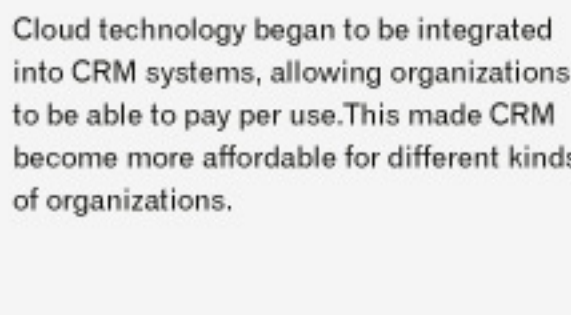 Cloud technology began to be integrated
into CRM systems, allowing organizations
to be able to pay per use.This made CRM
become more affordable for different kinds
of organizations.